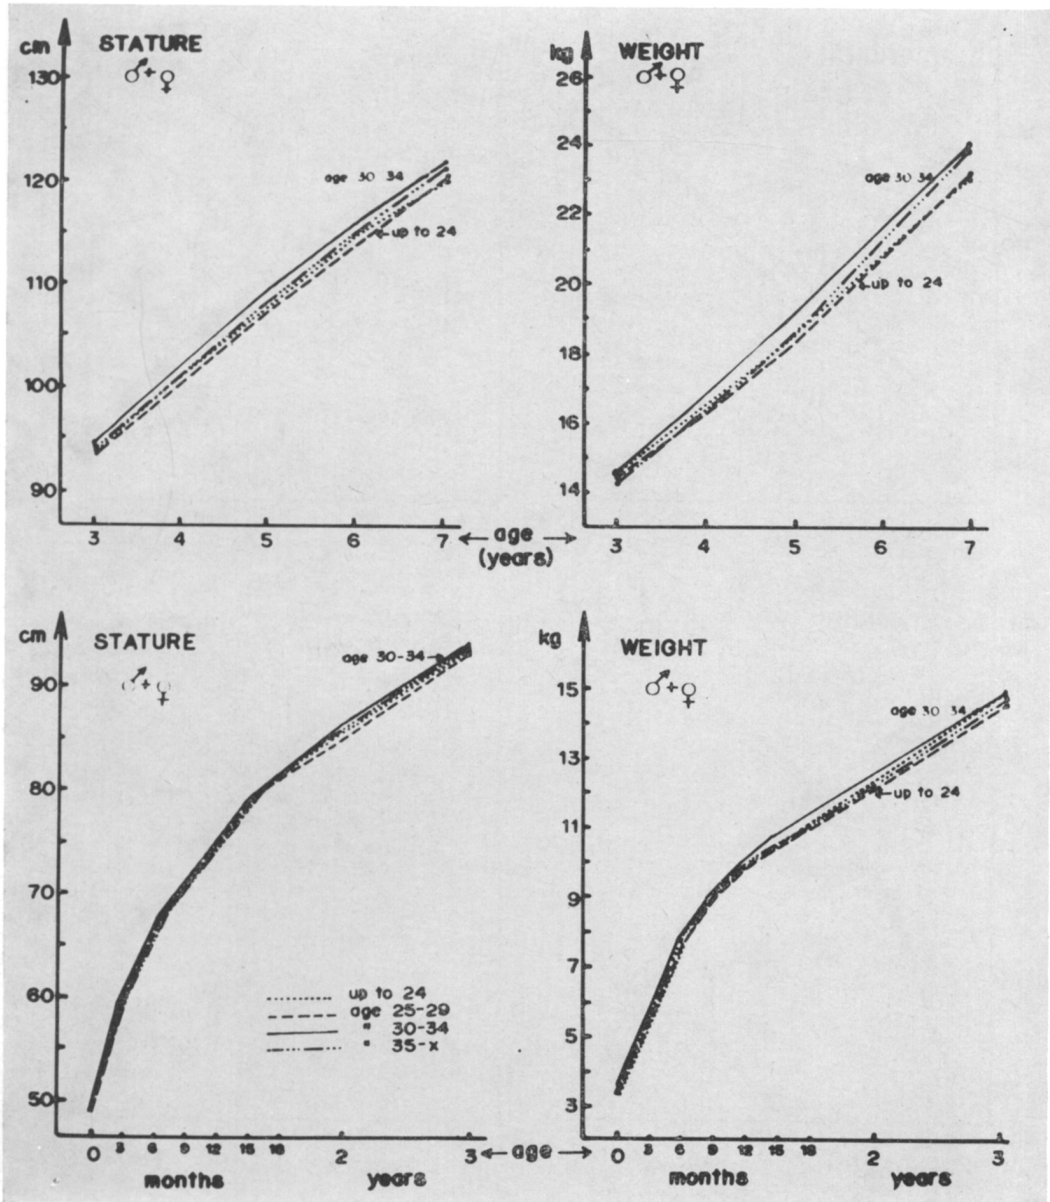 cm STATURE
♂+♀
130
120
110
100
90
age 30 34
up to 24
3 4 5 6 7
kg WEIGHT
♂+♀
26
24
22
20
18
16
14
age 30 34
up to 24
3 4 5 6 7
← age →
(years)
cm STATURE
♂+♀
90
80
70
60
50
age 30-34
up to 24
age 25-29
" 30-34
" 35-x
0 3 6 9 12 15 18 2 3
months years
kg WEIGHT
♂+♀
15
13
11
9
7
5
3
age 30 34
up to 24
0 3 6 9 12 15 18 2 3
← age →
months years